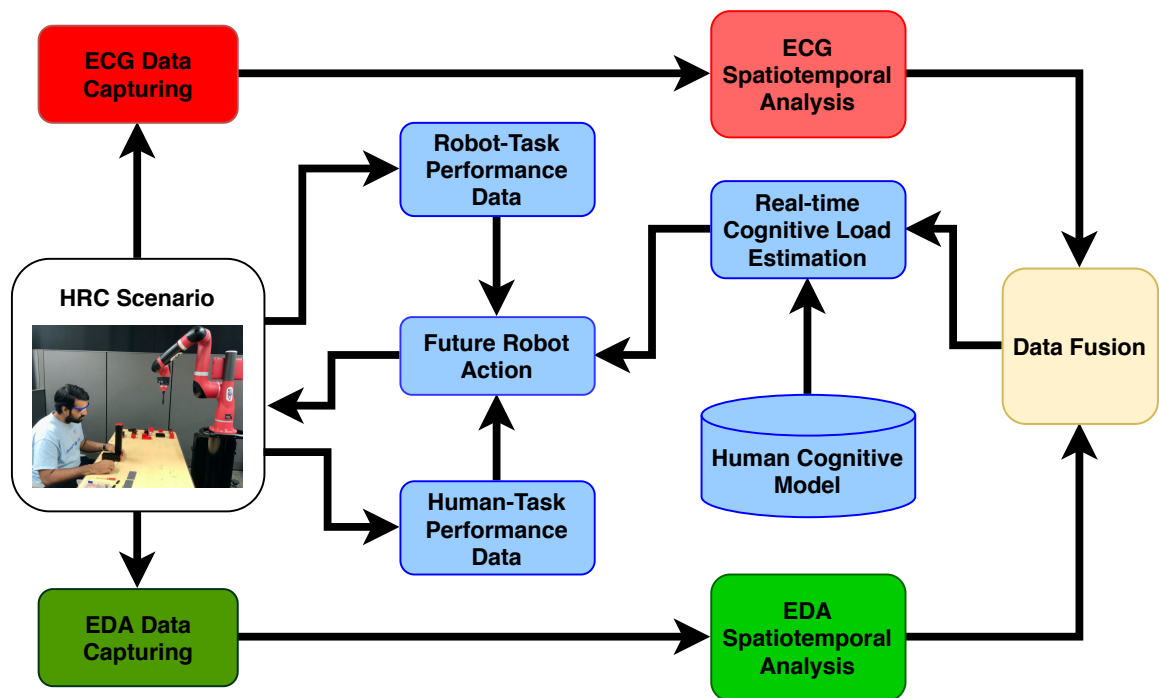 ECG Data
Capturing
ECG
Spatiotemporal
Analysis
Robot-Task
Performance
Data
Real-time
Cognitive Load
Estimation
HRC Scenario
Future Robot
Action
Data Fusion
Human Cognitive
Model
Human-Task
Performance
Data
EDA Data
Capturing
EDA
Spatiotemporal
Analysis